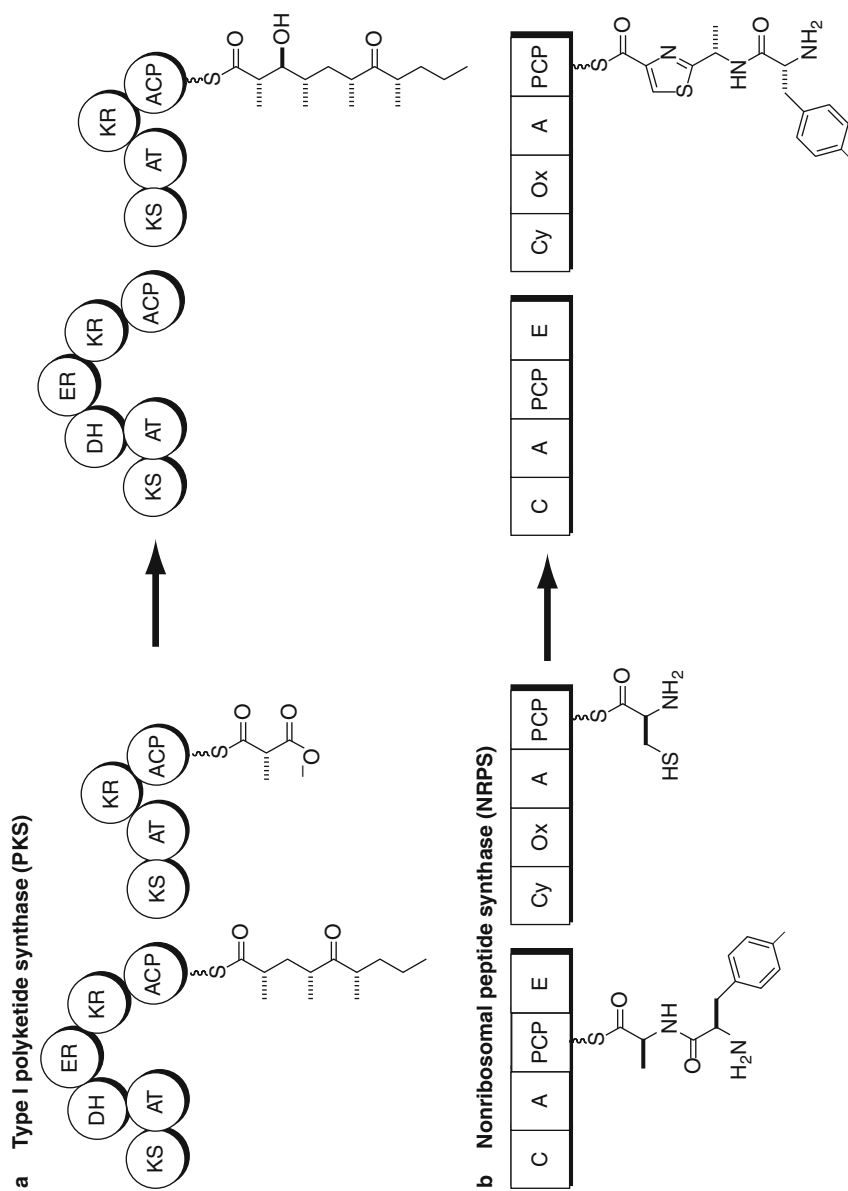 a Type I polyketide synthase (PKS)
ER
DH KR KR
KS AT ACP KS AT ACP
S O S O
O O
−O
ER
DH KR KR
KS AT ACP KS AT ACP
S O
OH
O
b Nonribosomal peptide synthase (NRPS)
C A PCP E Cy Ox A PCP
S O S O
NH NH₂
O HS
H₂N
C A PCP E Cy Ox A PCP
S O
N
S
HN
O
NH₂